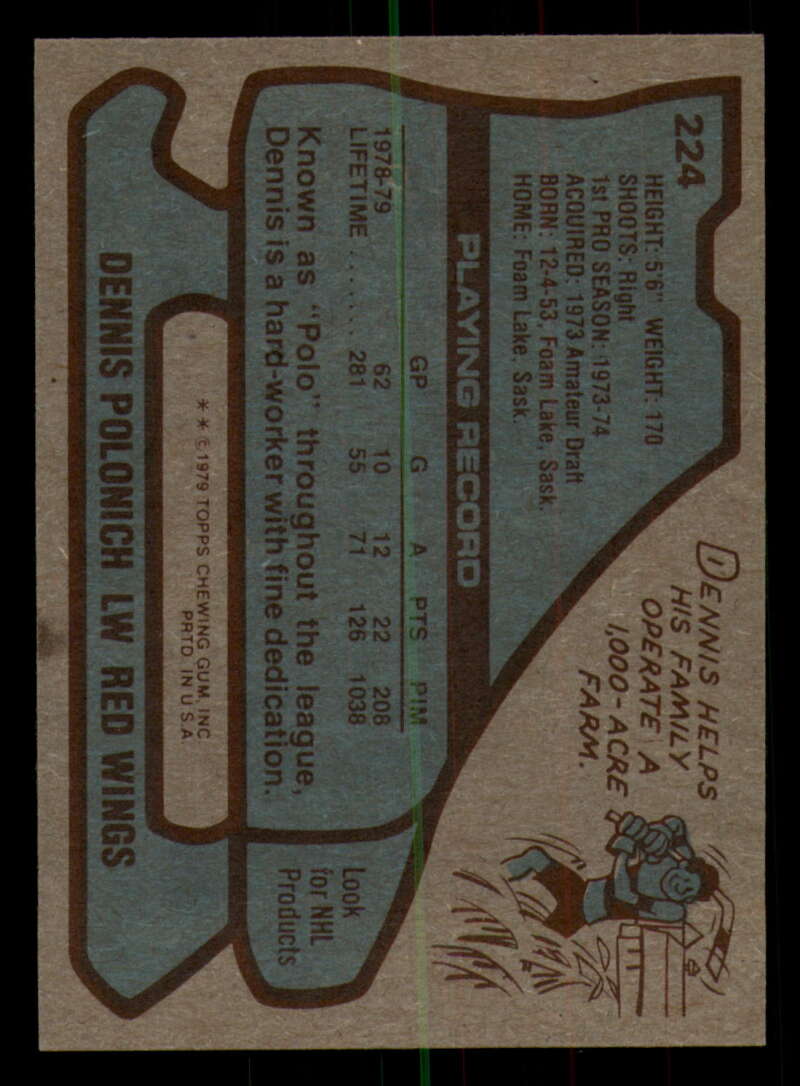 224
HEIGHT: 5'6" WEIGHT: 170
SHOOTS: Right
1st PRO SEASON: 1973-74
ACQUIRED: 1973 Amateur Draft
BORN: 12-4-53, Foam Lake, Sask.
HOME: Foam Lake, Sask.
DENNIS HELPS
HIS FAMILY
OPERATE A
1,000-ACRE
FARM.
PLAYING RECORD
GP G A PTS PIM
1978-79 62 10 12 22 208
LIFETIME ....... 281 55 71 126 1038
Known as "Polo" throughout the league,
Dennis is a hard-worker with fine dedication.
Look
for NHL
Products
* * © 1979 TOPPS CHEWING GUM, INC.
PRTD. IN U.S.A.
DENNIS POLONICH LW RED WINGS